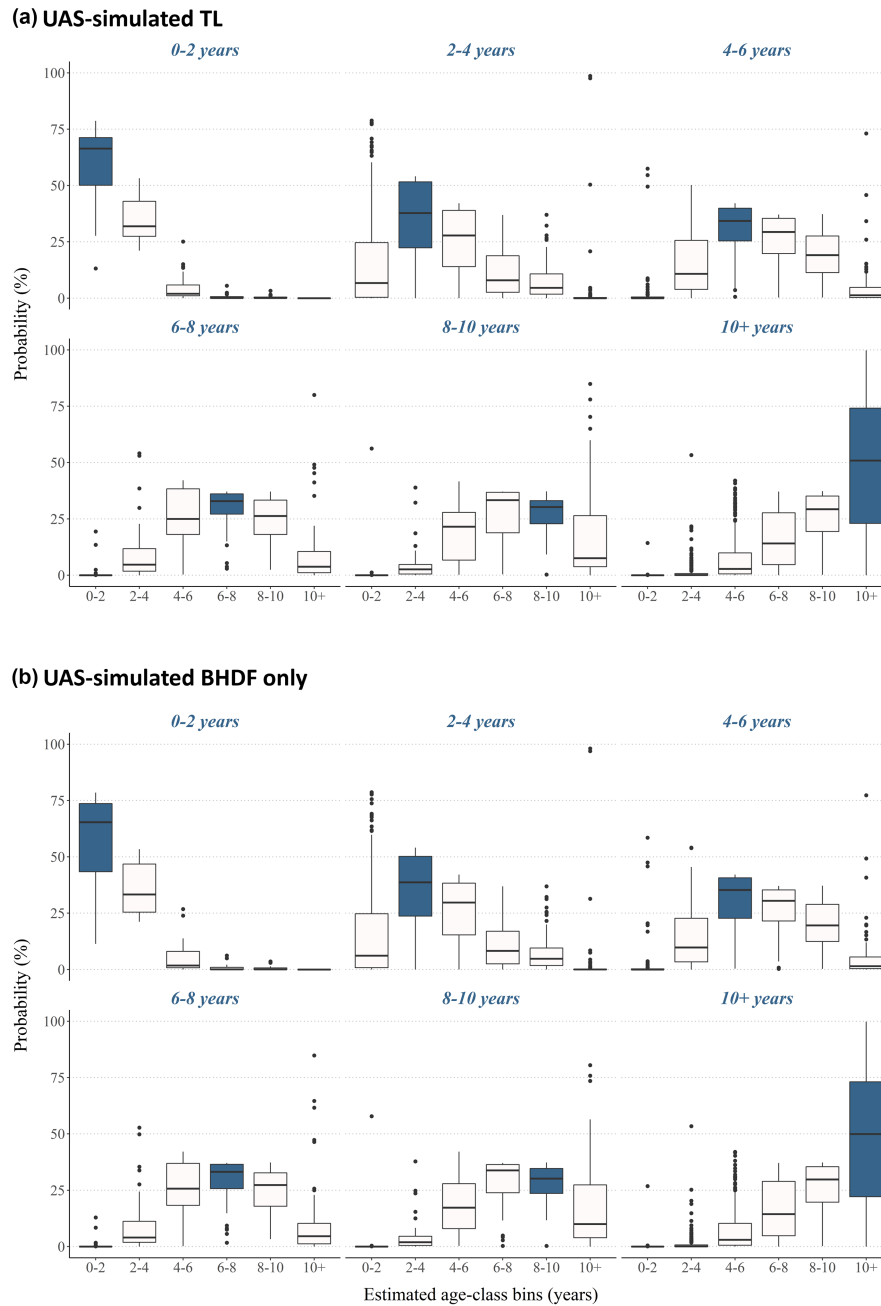 (a) UAS-simulated TL
0-2 years 2-4 years 4-6 years
100
75
50
25
0
6-8 years 8-10 years 10+ years
100
75
50
25
0
Probability (%)
0-2 2-4 4-6 6-8 8-10 10+ 0-2 2-4 4-6 6-8 8-10 10+ 0-2 2-4 4-6 6-8 8-10 10+
(b) UAS-simulated BHDF only
0-2 years 2-4 years 4-6 years
100
75
50
25
0
6-8 years 8-10 years 10+ years
100
75
50
25
0
Probability (%)
0-2 2-4 4-6 6-8 8-10 10+ 0-2 2-4 4-6 6-8 8-10 10+ 0-2 2-4 4-6 6-8 8-10 10+
Estimated age-class bins (years)